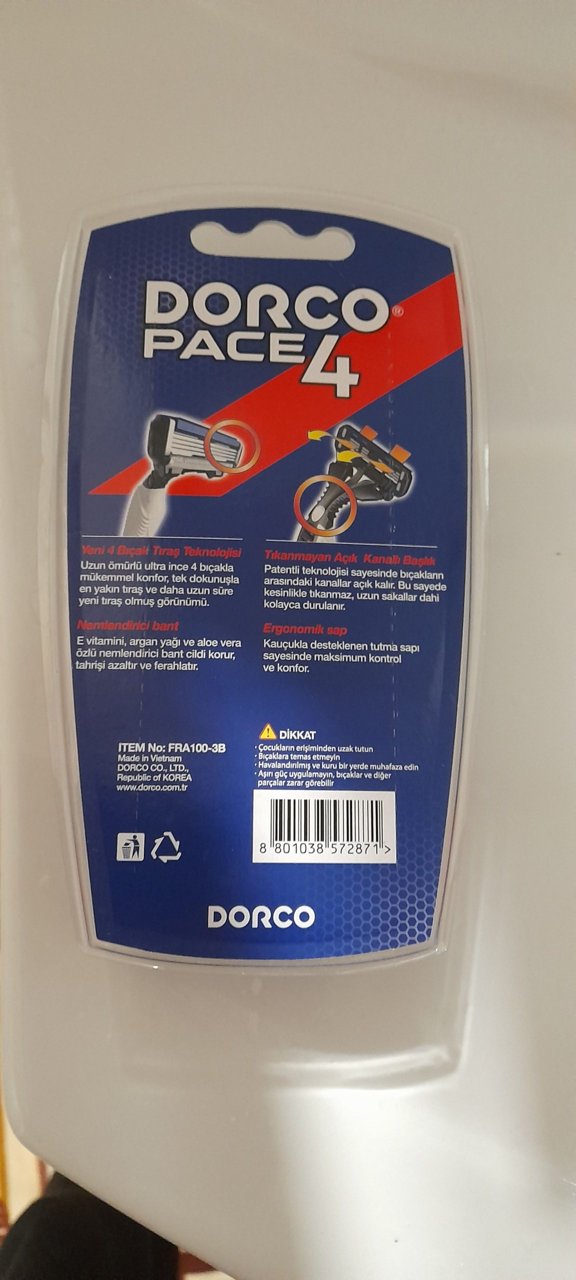 DORCO®
PACE 4
Yeni 4 Bıçaklı Tıraş Teknolojisi
Uzun ömürlü ultra ince 4 bıçakla
mükemmel konfor, tek dokunuşla
en yakın tıraş ve daha uzun süre
yeni tıraş olmuş görünümü.
Nemlendirici bant
E vitamini, argan yağı ve aloe vera
özlü nemlendirici bant cildi korur,
tahrişi azaltır ve ferahlatır.
Tıkanmayan Açık Kanallı Başlık
Patentli teknolojisi sayesinde bıçakların
arasındaki kanallar açık kalır. Bu sayede
kesinlikle tıkanmaz, uzun sakallar dahi
kolayca durulanır.
Ergonomik sap
Kauçukla desteklenen tutma sapı
sayesinde maksimum kontrol
ve konfor.
ITEM No: FRA100-3B
Made in Vietnam
DORCO CO., LTD.,
Republic of KOREA
www.dorco.com.tr
DİKKAT
· Çocukların erişiminden uzak tutun
· Bıçaklara temas etmeyin
· Havalandırılmış ve kuru bir yerde muhafaza edin
· Aşırı güç uygulamayın, bıçaklar ve diğer
parçalar zarar görebilir
8 801038 572871 >
DORCO